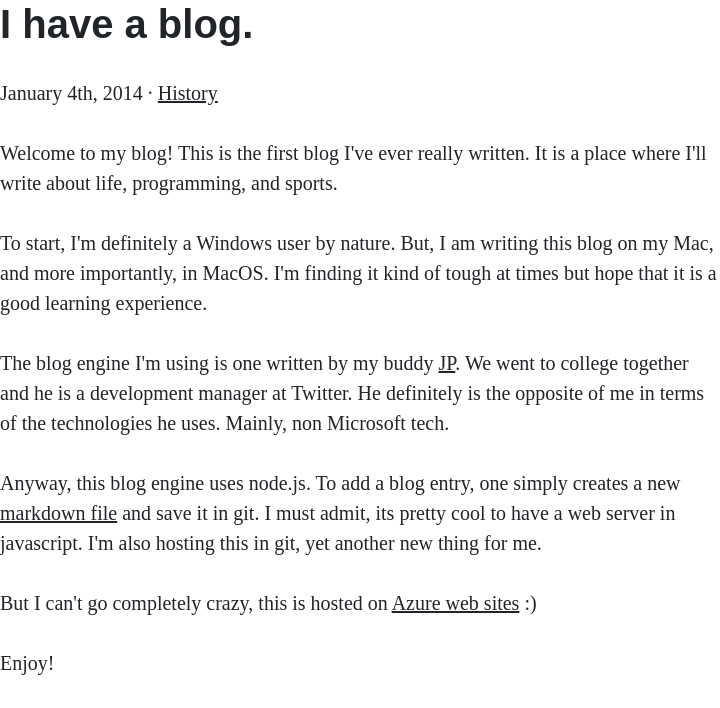 I have a blog.
January 4th, 2014 · History
Welcome to my blog! This is the first blog I've ever really written. It is a place where I'll
write about life, programming, and sports.
To start, I'm definitely a Windows user by nature. But, I am writing this blog on my Mac,
and more importantly, in MacOS. I'm finding it kind of tough at times but hope that it is a
good learning experience.
The blog engine I'm using is one written by my buddy JP. We went to college together
and he is a development manager at Twitter. He definitely is the opposite of me in terms
of the technologies he uses. Mainly, non Microsoft tech.
Anyway, this blog engine uses node.js. To add a blog entry, one simply creates a new
markdown file and save it in git. I must admit, its pretty cool to have a web server in
javascript. I'm also hosting this in git, yet another new thing for me.
But I can't go completely crazy, this is hosted on Azure web sites :)
Enjoy!